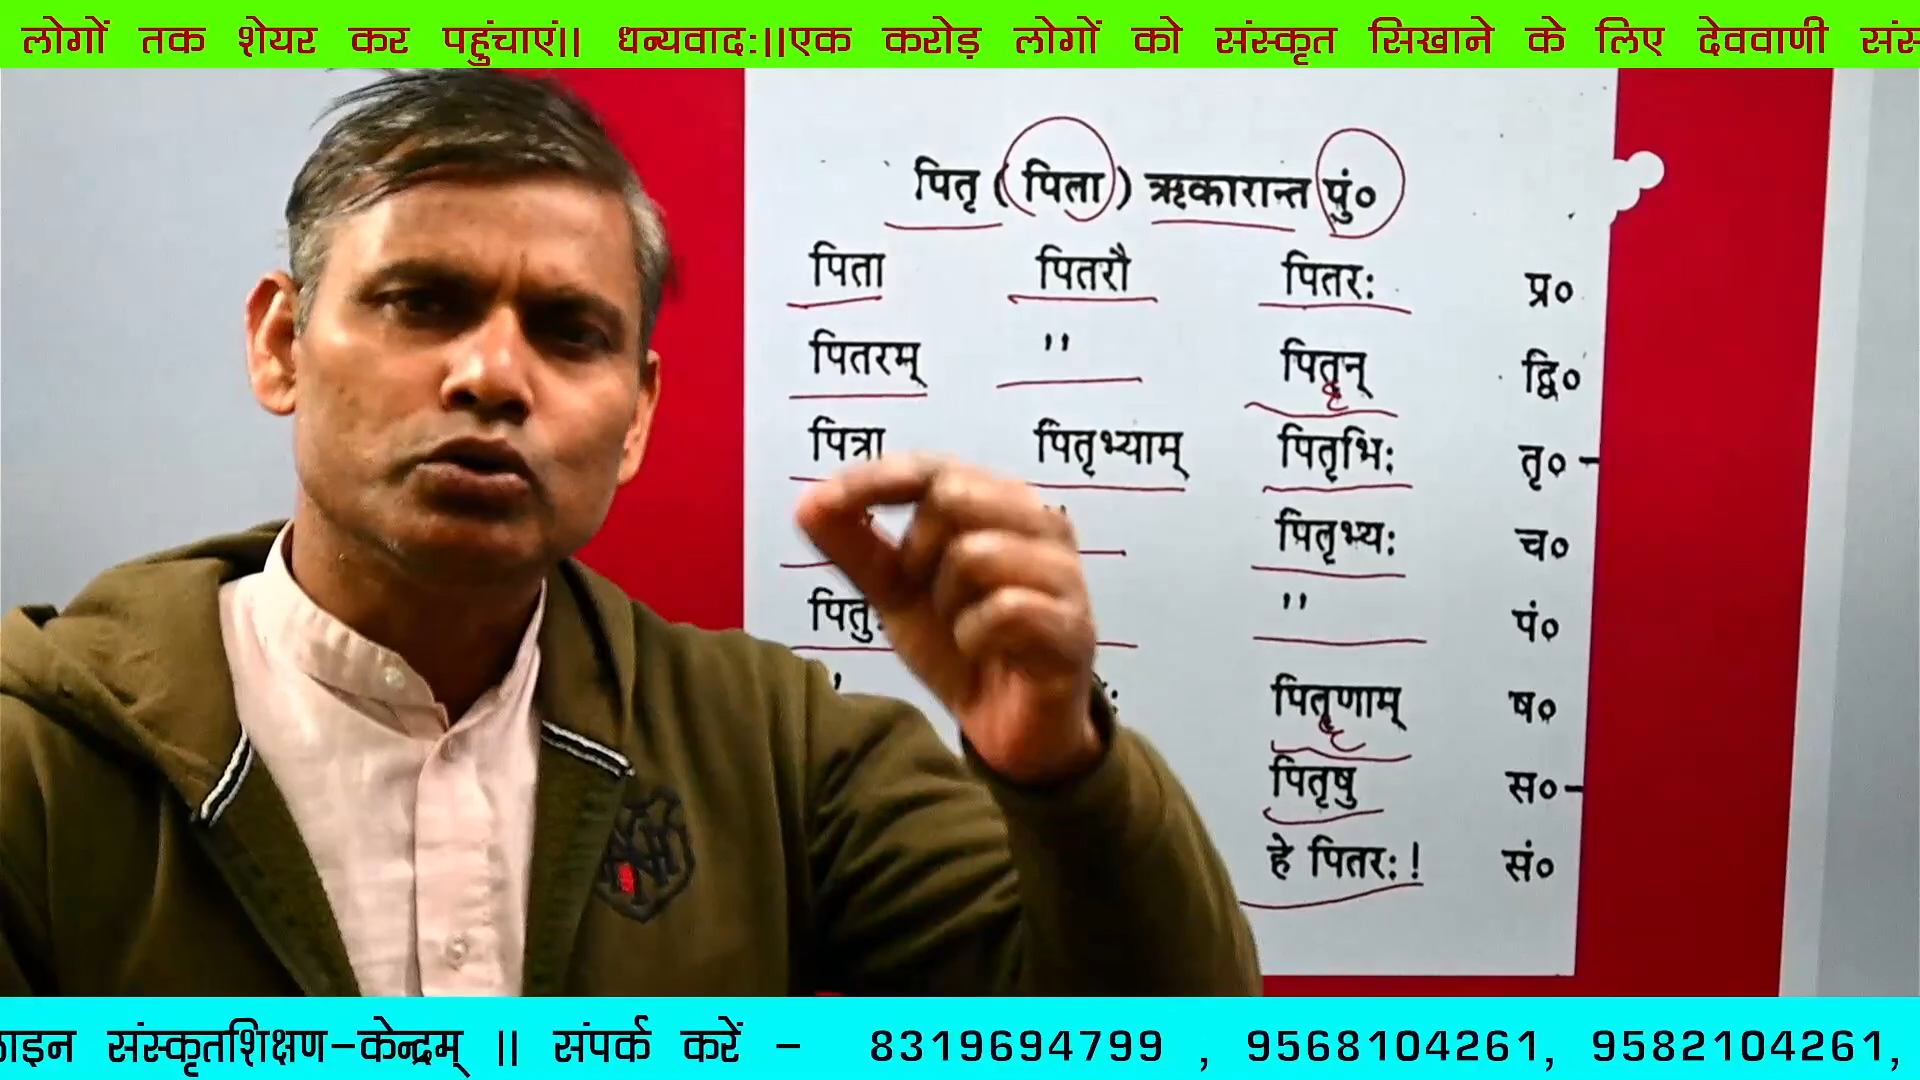 लोगों तक शेयर कर पहुंचाएं|| धन्यवादः||एक करोड़ लोगों को संस्कृत सिखाने के लिए देववाणी
पितृ (पिता) ऋकारान्त पुं०
पिता पितरौ पितरः प्र०
पितरम् '' पितॄन् द्वि०
पित्रा पितृभ्याम् पितृभिः तृ०
'' पितृभ्यः च०
पितुः '' पं०
पितॄणाम् ष०
पितृषु स०
हे पितरः! सं०
संस्कृतशिक्षण-केन्द्रम् || संपर्क करें - 8319694799 , 9568104261, 9582104261,